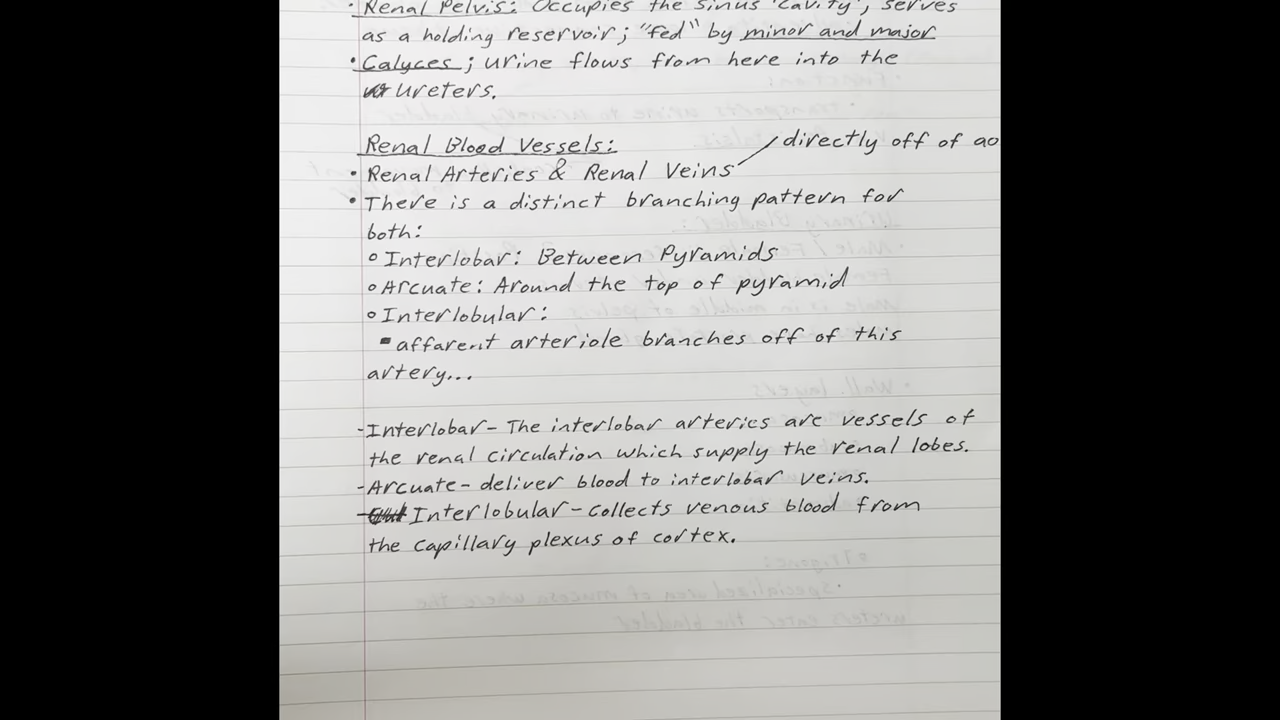 • Renal Pelvis: Occupies the sinus "cavity", serves
as a holding reservoir; "fed" by minor and major
• Calyces; urine flows from here into the
ureters.
Renal Blood Vessels:
directly off of ao
• Renal Arteries & Renal Veins
• There is a distinct branching pattern for
both:
◦ Interlobar: Between Pyramids
◦ Arcuate: Around the top of pyramid
◦ Interlobular:
▪ affarent arteriole branches off of this
artery...
- Interlobar- The interlobar arteries are vessels of
the renal circulation which supply the renal lobes.
- Arcuate- deliver blood to interlobar veins.
- Interlobular- collects venous blood from
the capillary plexus of cortex.